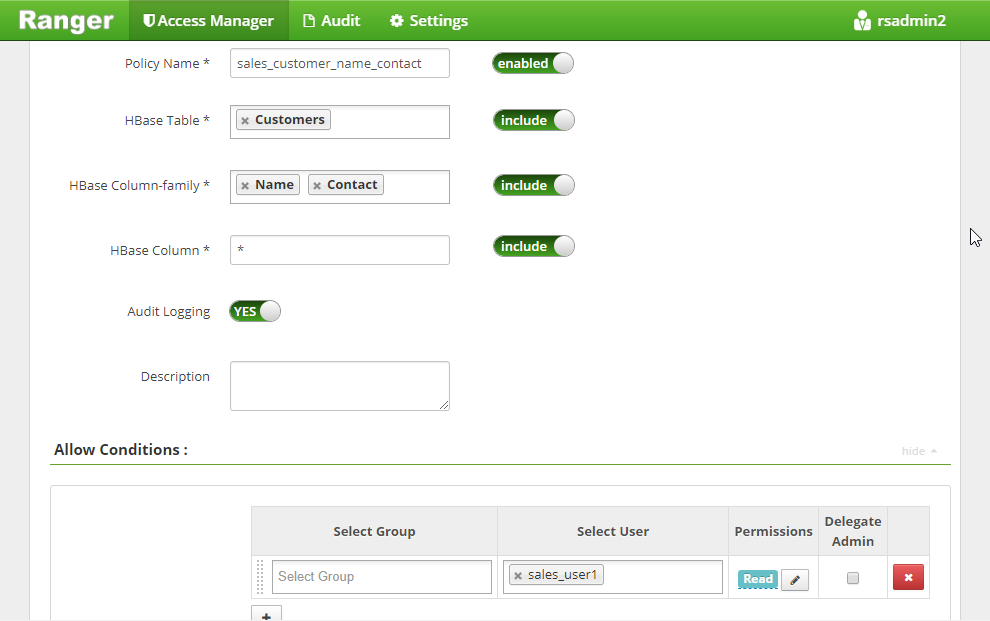 Ranger Access Manager Audit Settings rsadmin2
Policy Name * sales_customer_name_contact enabled
HBase Table * × Customers include
HBase Column-family * × Name × Contact include
HBase Column * * include
Audit Logging YES
Description
Allow Conditions : hide
Select Group Select User Permissions Delegate Admin
Select Group × sales_user1 Read ×
+